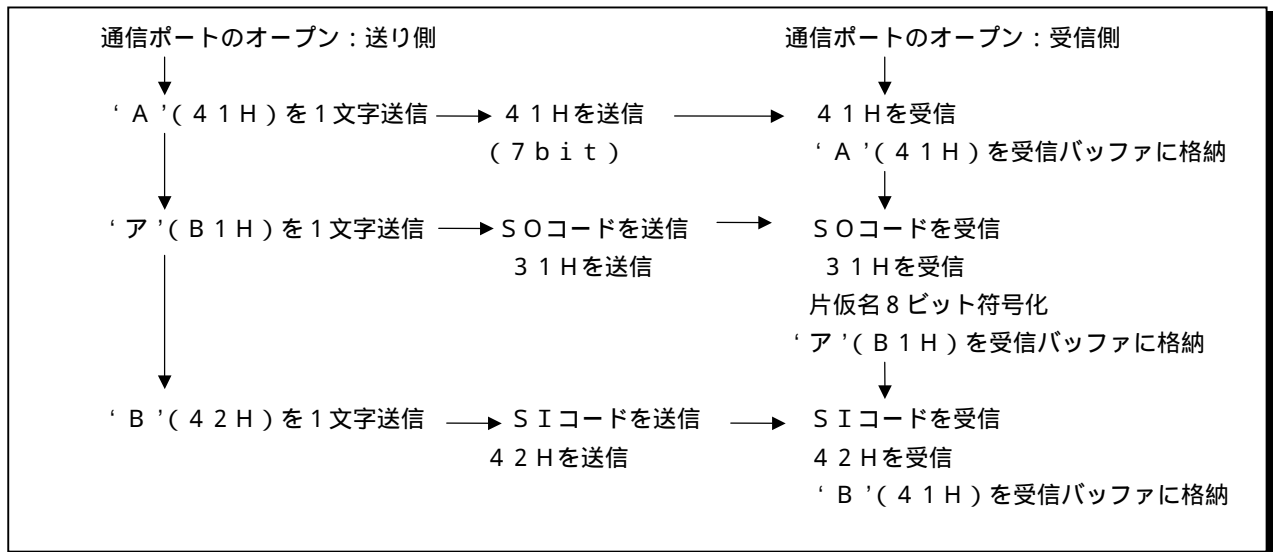 通信ポートのオープン：送り側
通信ポートのオープン：受信側
‘Ａ’(４１Ｈ)を１文字送信
４１Ｈを送信
(７ｂｉｔ)
４１Ｈを受信
‘Ａ’(４１Ｈ)を受信バッファに格納
‘ア’(Ｂ１Ｈ)を１文字送信
ＳＯコードを送信
３１Ｈを送信
ＳＯコードを受信
３１Ｈを受信
片仮名８ビット符号化
‘ア’(Ｂ１Ｈ)を受信バッファに格納
‘Ｂ’(４２Ｈ)を１文字送信
ＳＩコードを送信
４２Ｈを送信
ＳＩコードを受信
４２Ｈを受信
‘Ｂ’(４１Ｈ)を受信バッファに格納